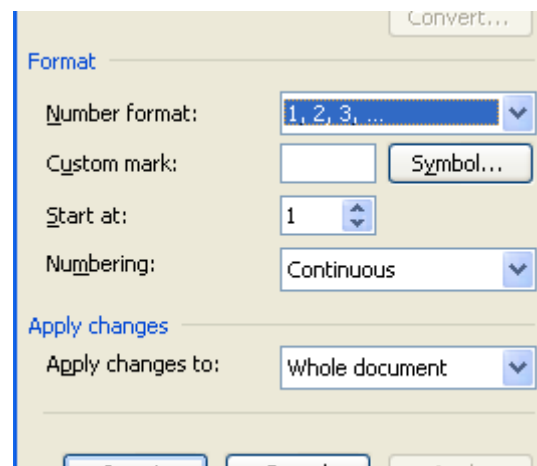 Convert...
Format
Number format: 1, 2, 3, ...
Custom mark: Symbol...
Start at: 1
Numbering: Continuous
Apply changes
Apply changes to: Whole document